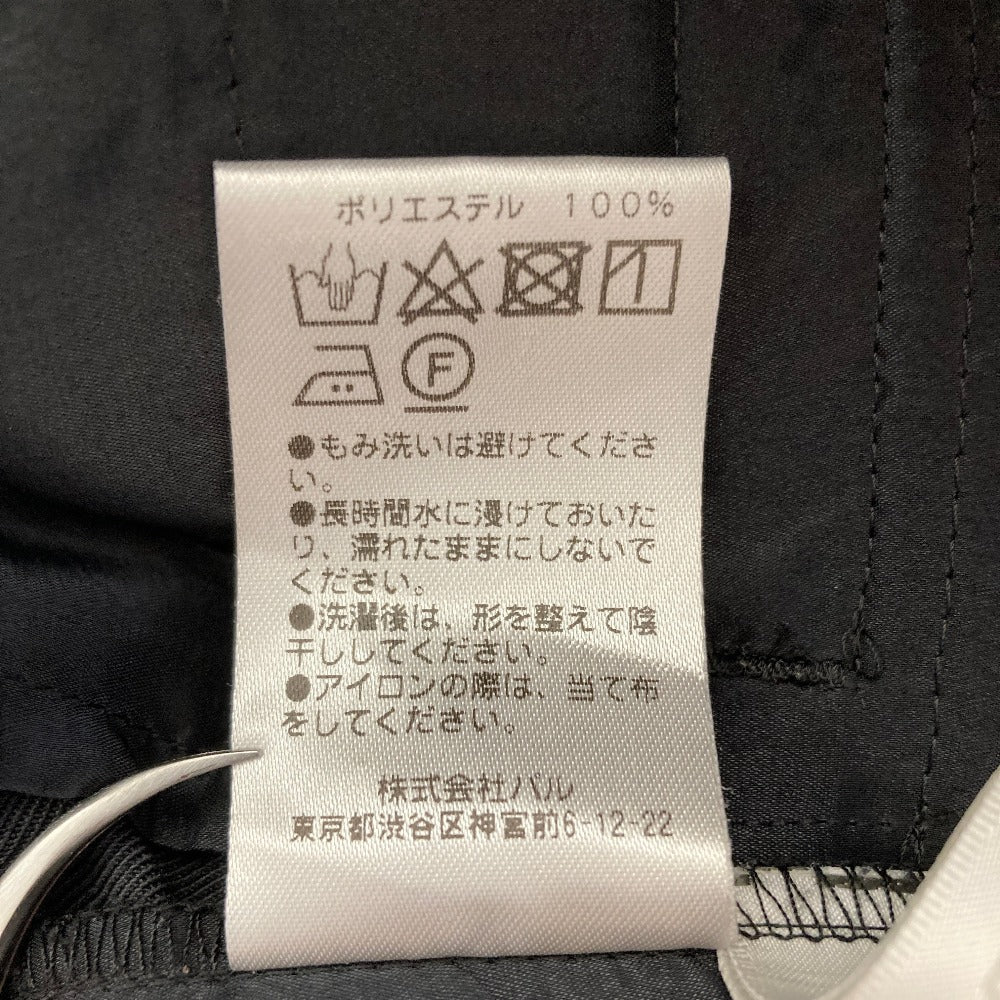 ポリエステル 100%
F
●もみ洗いは避けてくださ
い。
●長時間水に浸けておいた
り、濡れたままにしないで
ください。
●洗濯後は、形を整えて陰
干ししてください。
●アイロンの際は、当て布
をしてください。
株式会社パル
東京都渋谷区神宮前6-12-22